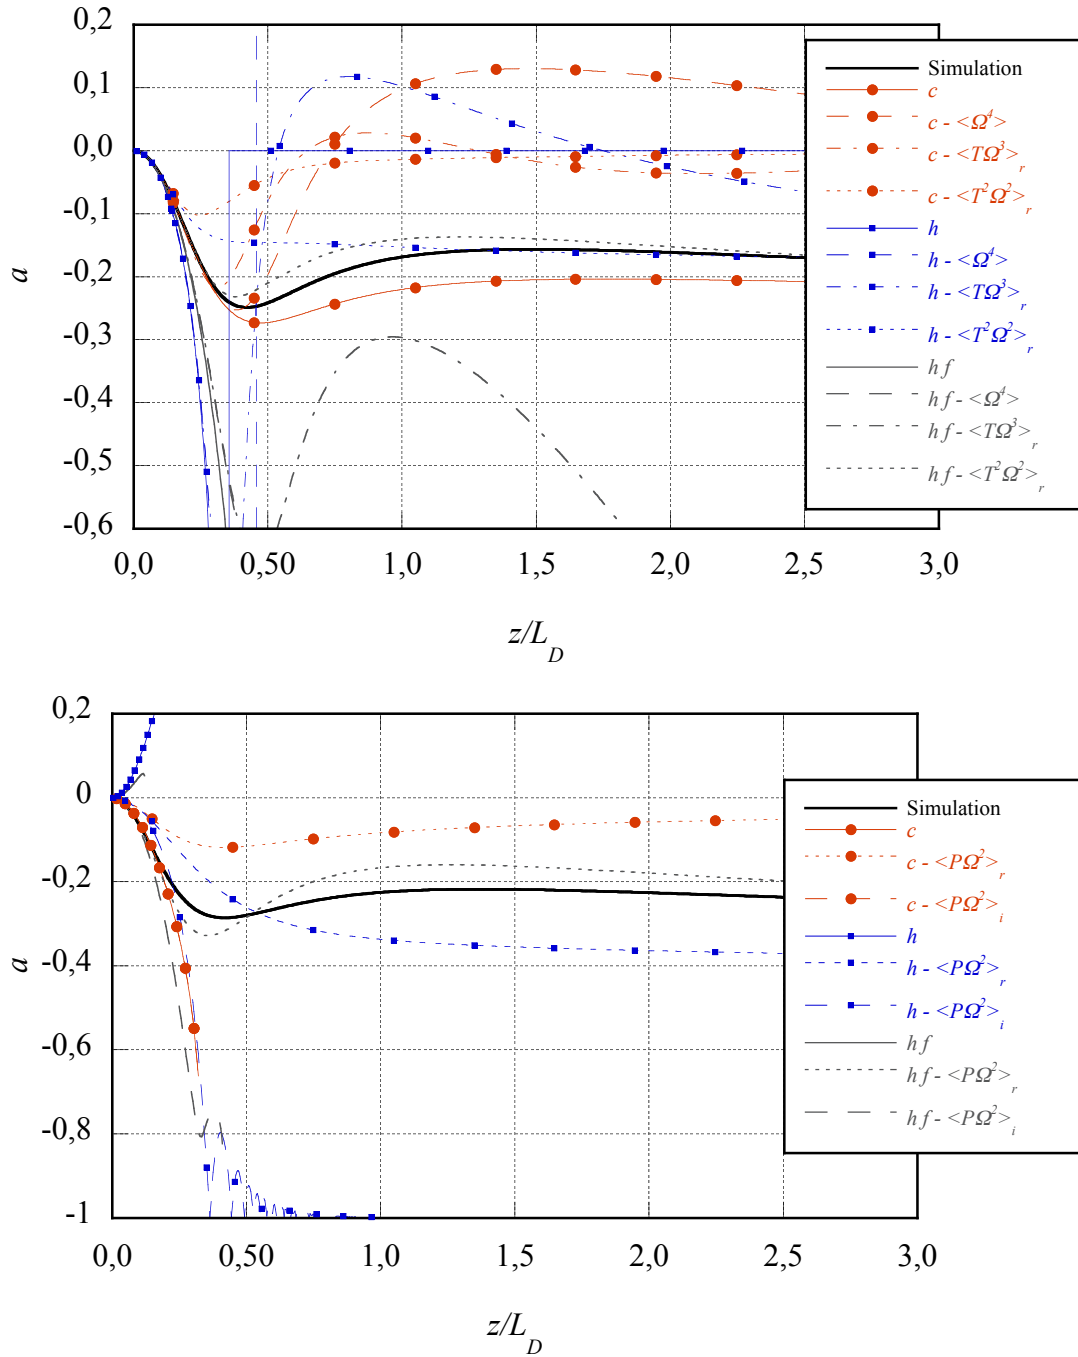 0,2
0,1
0,0
-0,1
-0,2
-0,3
-0,4
-0,5
-0,6
a
0,0 0,50 1,0 1,5 2,0 2,5 3,0
z/L_D
Simulation
c
c - <Ω⁴>
c - <TΩ³>_r
c - <T²Ω²>_r
h
h - <Ω⁴>
h - <TΩ³>_r
h - <T²Ω²>_r
h f
h f - <Ω⁴>
h f - <TΩ³>_r
h f - <T²Ω²>_r
0,2
0
-0,2
-0,4
-0,6
-0,8
-1
a
0,0 0,50 1,0 1,5 2,0 2,5 3,0
z/L_D
Simulation
c
c - <PΩ²>_r
c - <PΩ²>_i
h
h - <PΩ²>_r
h - <PΩ²>_i
h f
h f - <PΩ²>_r
h f - <PΩ²>_i